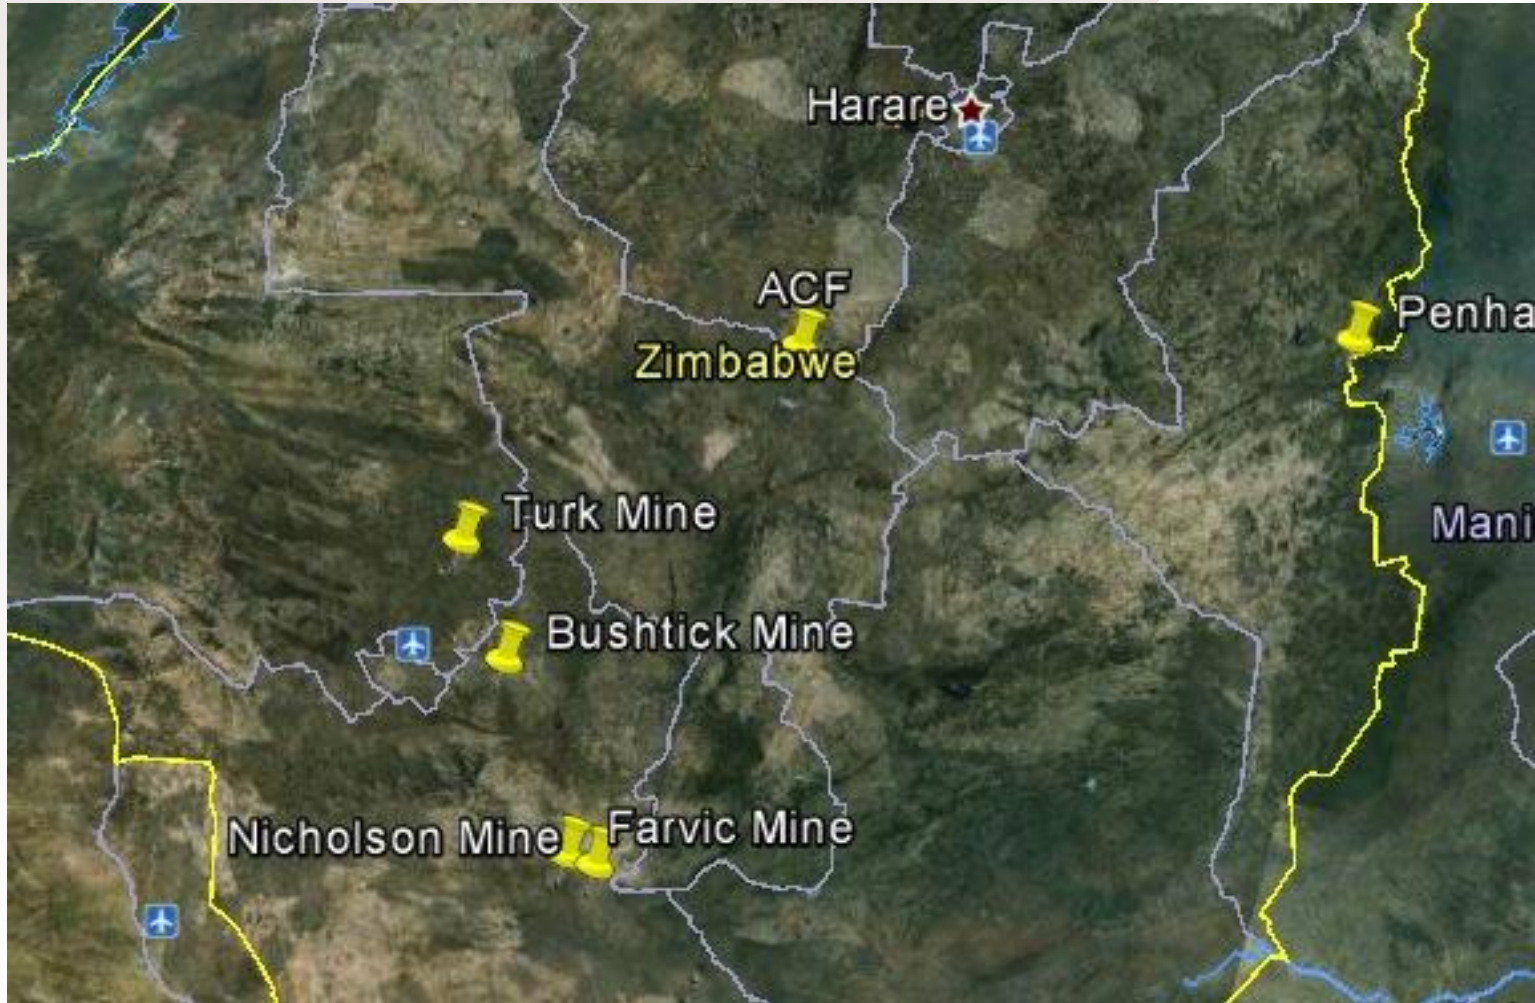 Harare
ACF
Penha
Zimbabwe
Turk Mine
Mani
Bushtick Mine
Nicholson Mine
Farvic Mine